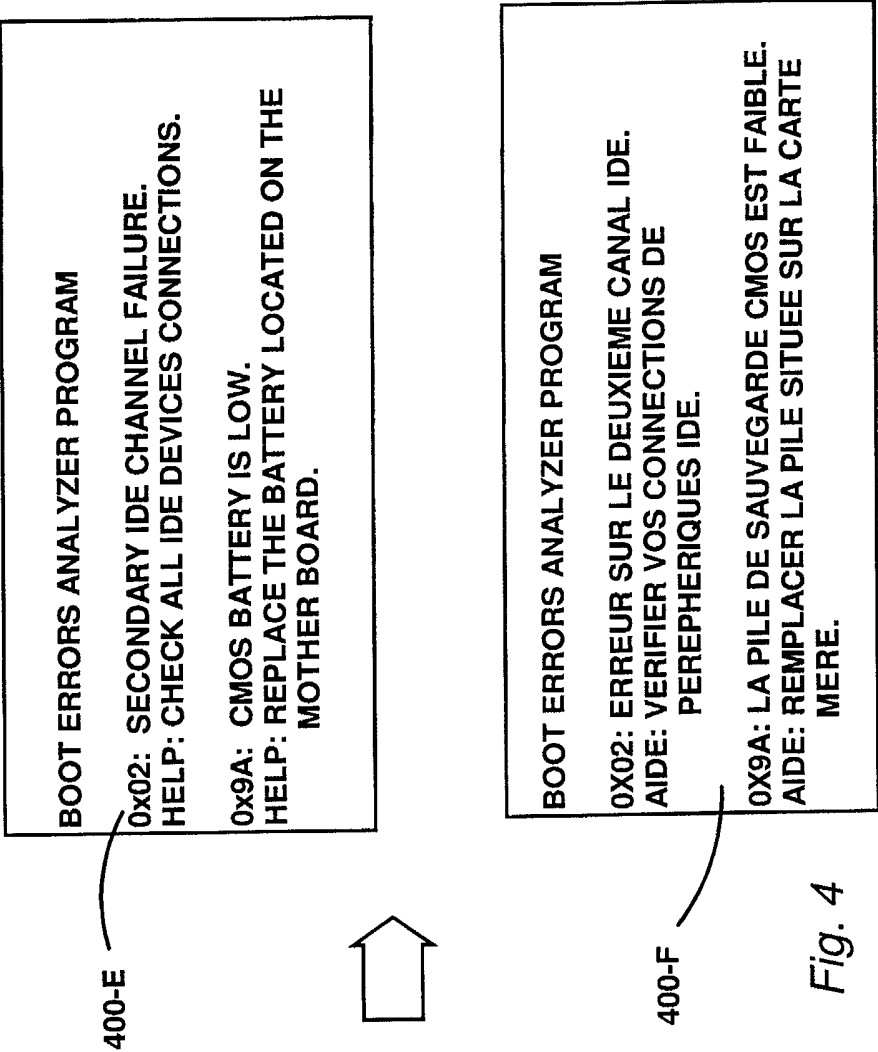 400-E
BOOT ERRORS ANALYZER PROGRAM
0x02: SECONDARY IDE CHANNEL FAILURE.
HELP: CHECK ALL IDE DEVICES CONNECTIONS.
0x9A: CMOS BATTERY IS LOW.
HELP: REPLACE THE BATTERY LOCATED ON THE
MOTHER BOARD.
400-F
BOOT ERRORS ANALYZER PROGRAM
0X02: ERREUR SUR LE DEUXIEME CANAL IDE.
AIDE: VERIFIER VOS CONNECTIONS DE
PEREPHERIQUES IDE.
0X9A: LA PILE DE SAUVEGARDE CMOS EST FAIBLE.
AIDE: REMPLACER LA PILE SITUEE SUR LA CARTE
MERE.
Fig. 4